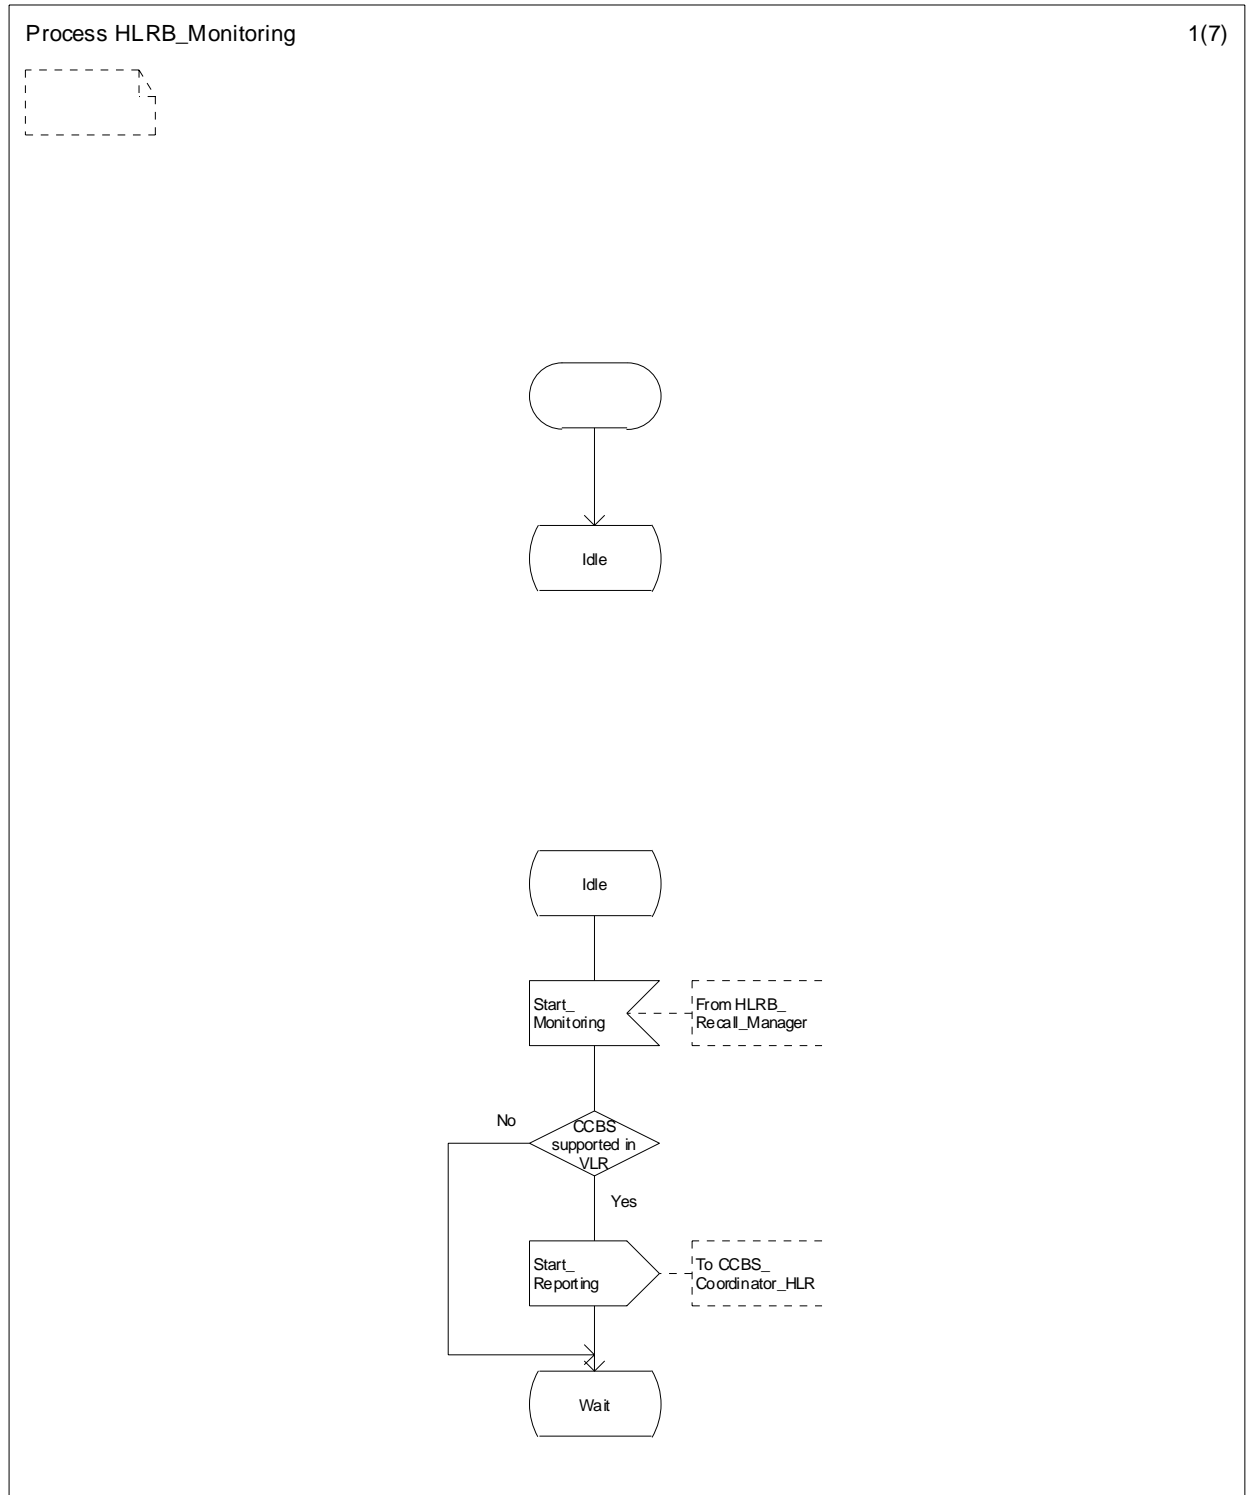 Process HLRB_Monitoring
1(7)
Idle
Idle
Start_
Monitoring
From HLRB_
Recall_Manager
No
CCBS
supported in
VLR
Yes
Start_
Reporting
To CCBS_
Coordinator_HLR
Wait